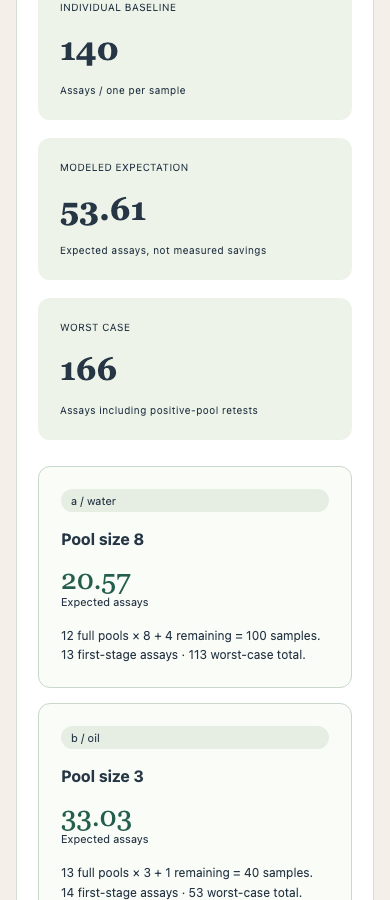 INDIVIDUAL BASELINE
140
Assays / one per sample
MODELED EXPECTATION
53.61
Expected assays, not measured savings
WORST CASE
166
Assays including positive-pool retests
a / water
Pool size 8
20.57
Expected assays
12 full pools × 8 + 4 remaining = 100 samples.
13 first-stage assays · 113 worst-case total.
b / oil
Pool size 3
33.03
Expected assays
13 full pools × 3 + 1 remaining = 40 samples.
14 first-stage assays · 53 worst-case total.